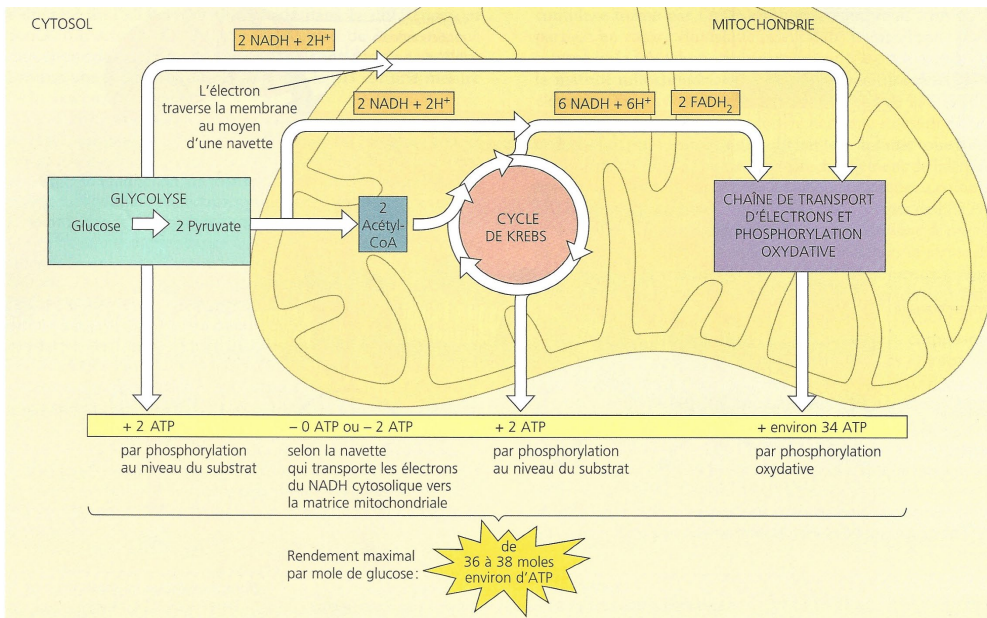 CYTOSOL
MITOCHONDRIE
2 NADH + 2H⁺
L'électron
traverse la membrane
au moyen
d'une navette
2 NADH + 2H⁺
6 NADH + 6H⁺
2 FADH₂
GLYCOLYSE
Glucose
2 Pyruvate
2
Acétyl-
CoA
CYCLE
DE KREBS
CHAÎNE DE TRANSPORT
D'ÉLECTRONS ET
PHOSPHORYLATION
OXYDATIVE
+ 2 ATP
– 0 ATP ou – 2 ATP
+ 2 ATP
+ environ 34 ATP
par phosphorylation
au niveau du substrat
selon la navette
qui transporte les électrons
du NADH cytosolique vers
la matrice mitochondriale
par phosphorylation
au niveau du substrat
par phosphorylation
oxydative
Rendement maximal
par mole de glucose :
de
36 à 38 moles
environ d'ATP